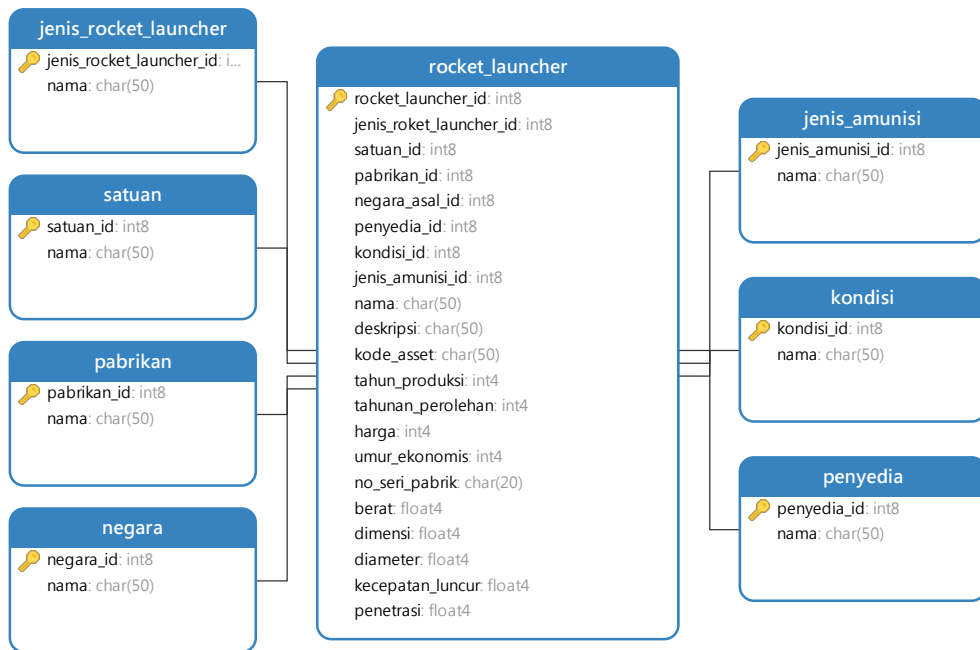 jenis_rocket_launcher
jenis_rocket_launcher_id: i...
nama: char(50)
satuan
satuan_id: int8
nama: char(50)
pabrikan
pabrikan_id: int8
nama: char(50)
negara
negara_id: int8
nama: char(50)
rocket_launcher
rocket_launcher_id: int8
jenis_roket_launcher_id: int8
satuan_id: int8
pabrikan_id: int8
negara_asal_id: int8
penyedia_id: int8
kondisi_id: int8
jenis_amunisi_id: int8
nama: char(50)
deskripsi: char(50)
kode_asset: char(50)
tahun_produksi: int4
tahunan_perolehan: int4
harga: int4
umur_ekonomis: int4
no_seri_pabrik: char(20)
berat: float4
dimensi: float4
diameter: float4
kecepatan_luncur: float4
penetrasi: float4
jenis_amunisi
jenis_amunisi_id: int8
nama: char(50)
kondisi
kondisi_id: int8
nama: char(50)
penyedia
penyedia_id: int8
nama: char(50)